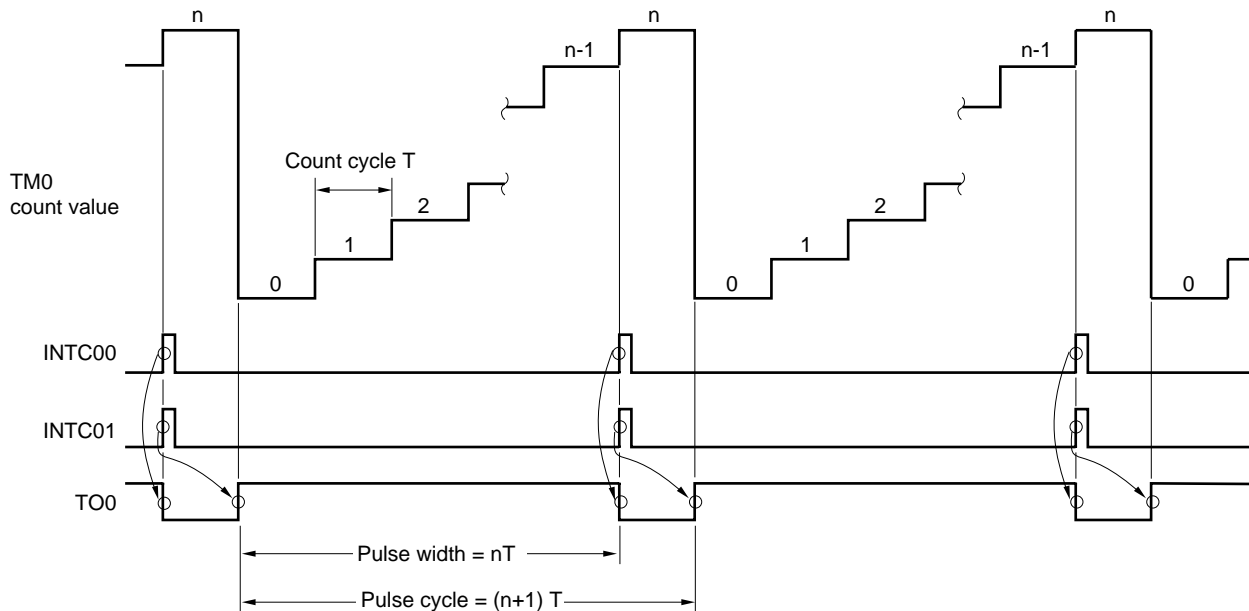 n
n
n
n-1
n-1
Count cycle T
TM0
count value
2
2
1
1
0
0
0
INTC00
INTC01
TO0
Pulse width = nT
Pulse cycle = (n+1) T